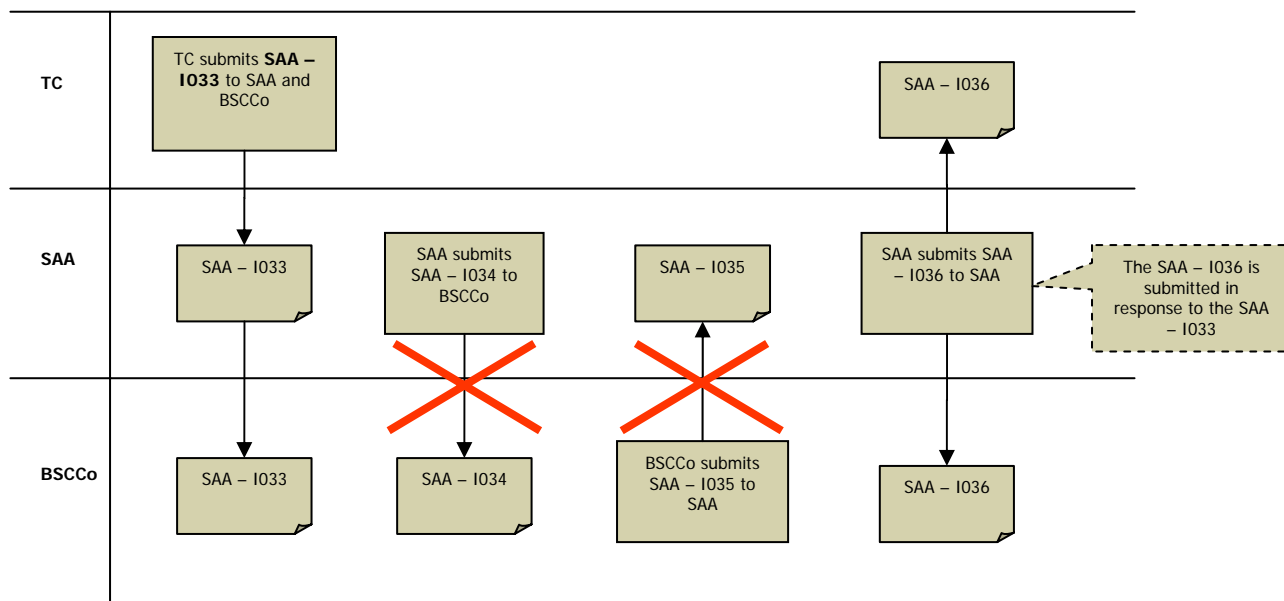 TC
TC submits SAA –
I033 to SAA and
BSCCo
SAA – I036
SAA
SAA – I033
SAA submits
SAA – I034 to
BSCCo
SAA – I035
SAA submits SAA
– I036 to SAA
The SAA – I036 is
submitted in
response to the SAA
– I033
BSCCo
SAA – I033
SAA – I034
BSCCo submits
SAA – I035 to
SAA
SAA – I036